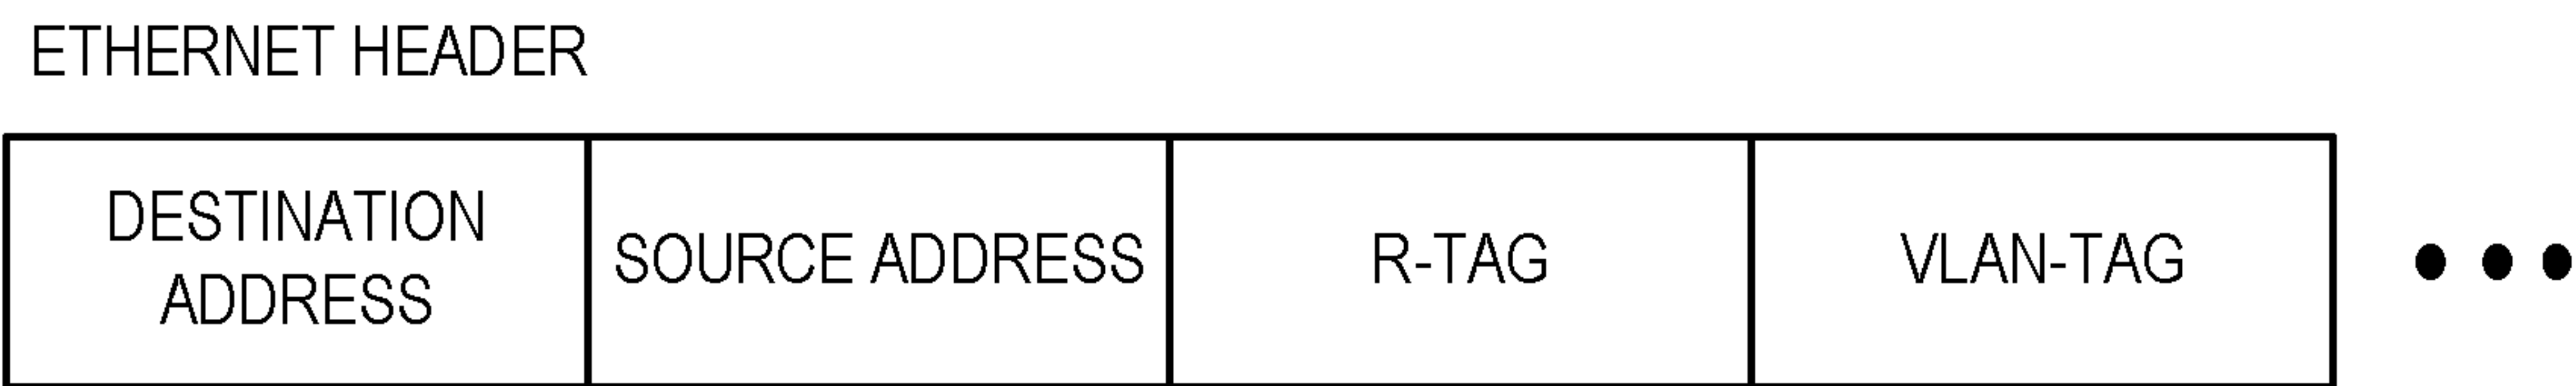 ETHERNET HEADER
DESTINATION
ADDRESS
SOURCE ADDRESS
R-TAG
VLAN-TAG